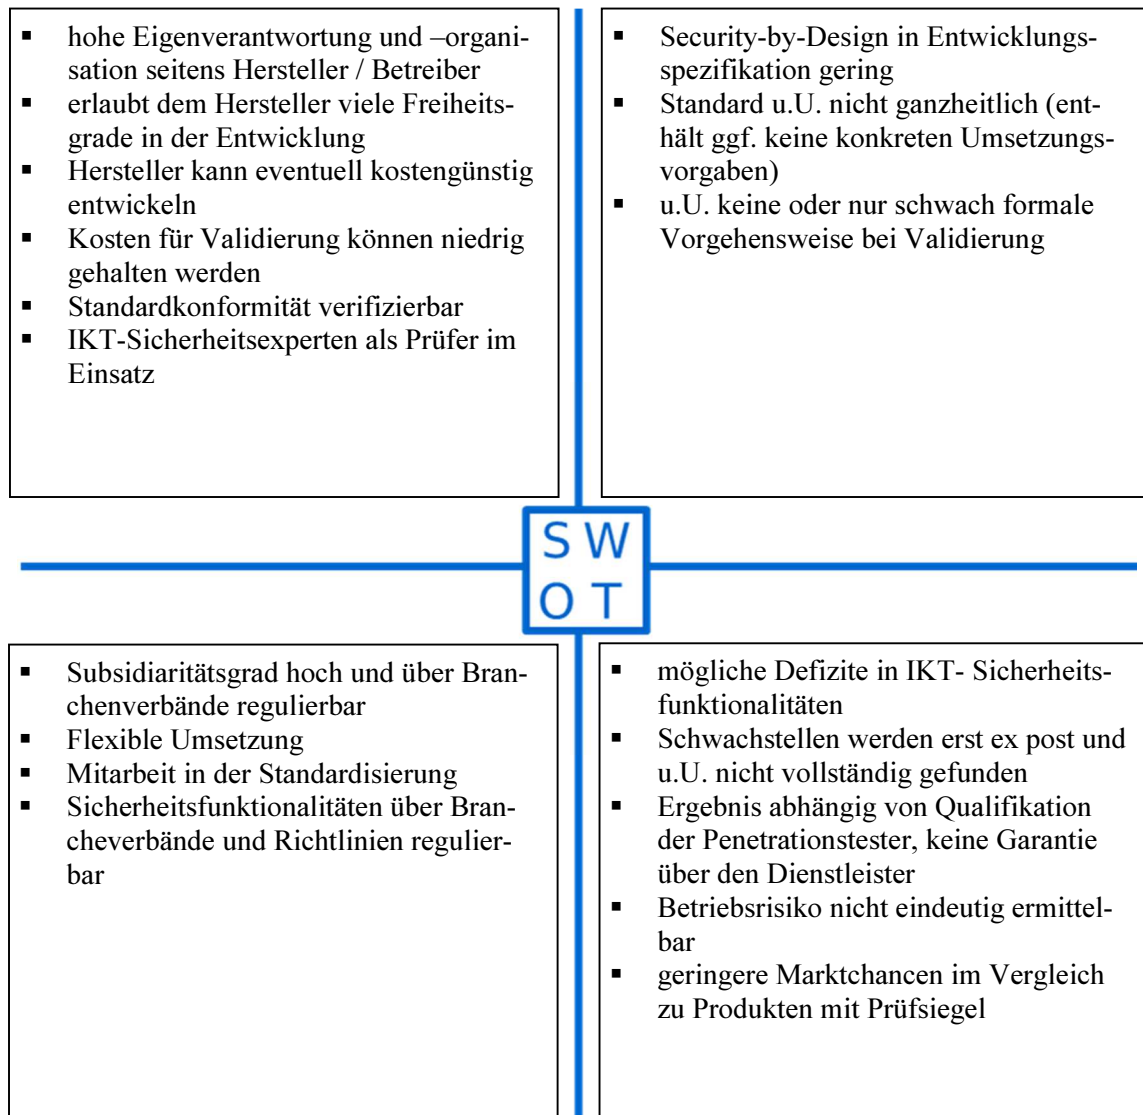 ▪ hohe Eigenverantwortung und –organi-
sation seitens Hersteller / Betreiber
▪ erlaubt dem Hersteller viele Freiheits-
grade in der Entwicklung
▪ Hersteller kann eventuell kostengünstig
entwickeln
▪ Kosten für Validierung können niedrig
gehalten werden
▪ Standardkonformität verifizierbar
▪ IKT-Sicherheitsexperten als Prüfer im
Einsatz
▪ Security-by-Design in Entwicklungs-
spezifikation gering
▪ Standard u.U. nicht ganzheitlich (ent-
hält ggf. keine konkreten Umsetzungs-
vorgaben)
▪ u.U. keine oder nur schwach formale
Vorgehensweise bei Validierung
S W
O T
▪ Subsidiaritätsgrad hoch und über Bran-
chenverbände regulierbar
▪ Flexible Umsetzung
▪ Mitarbeit in der Standardisierung
▪ Sicherheitsfunktionalitäten über Bran-
cheverbände und Richtlinien regulier-
bar
▪ mögliche Defizite in IKT- Sicherheits-
funktionalitäten
▪ Schwachstellen werden erst ex post und
u.U. nicht vollständig gefunden
▪ Ergebnis abhängig von Qualifikation
der Penetrationstester, keine Garantie
über den Dienstleister
▪ Betriebsrisiko nicht eindeutig ermittel-
bar
▪ geringere Marktchancen im Vergleich
zu Produkten mit Prüfsiegel